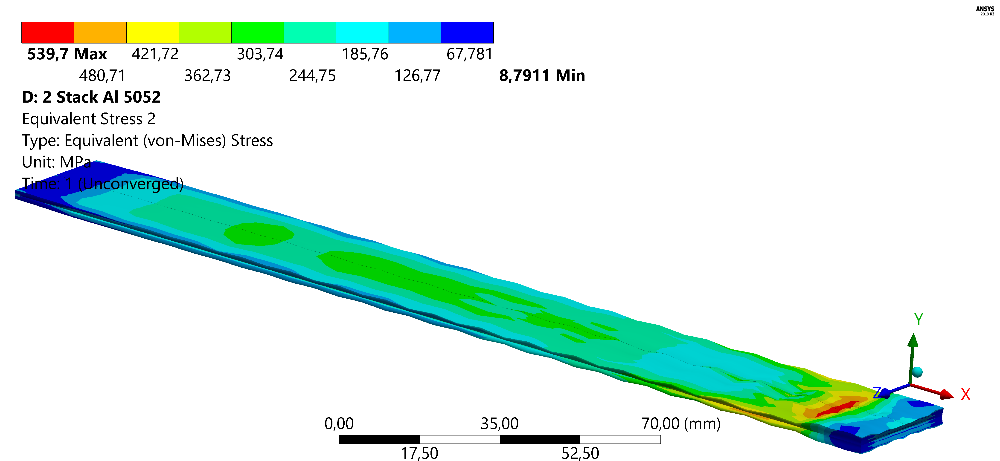 ANSYS
2019 R3
539,7 Max 421,72 303,74 185,76 67,781
480,71 362,73 244,75 126,77 8,7911 Min
D: 2 Stack Al 5052
Equivalent Stress 2
Type: Equivalent (von-Mises) Stress
Unit: MPa
Time: 1 (Unconverged)
Y
Z X
0,00 35,00 70,00 (mm)
17,50 52,50